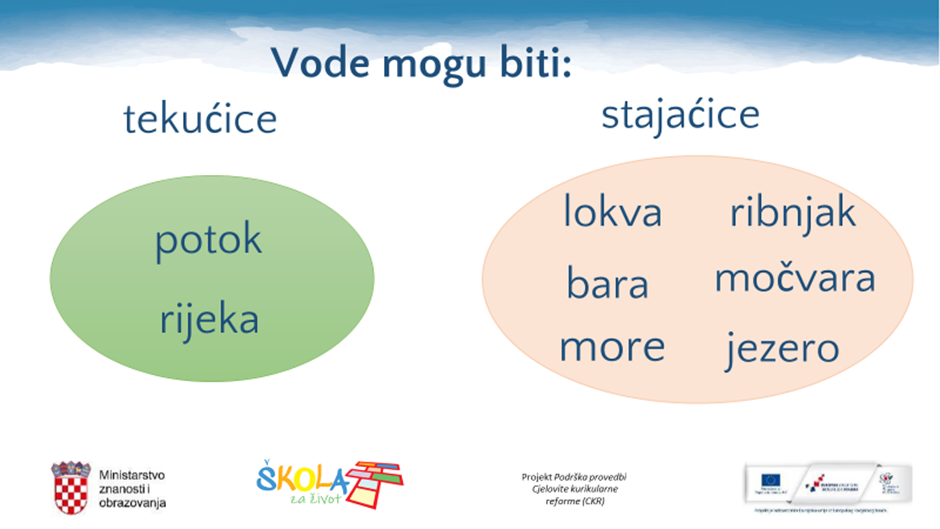 Vode mogu biti:
tekućice
stajaćice
potok
rijeka
lokva ribnjak
bara močvara
more jezero
Ministarstvo
znanosti i
obrazovanja
ŠKOLA
za život
Projekt Podrška provedbi
Cjelovite kurikularne
reforme (CKR)